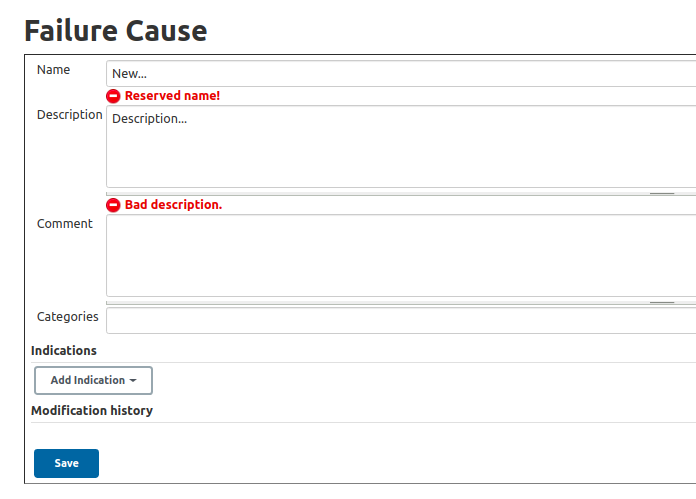 Failure Cause
Name
New...
Reserved name!
Description
Description...
Bad description.
Comment
Categories
Indications
Add Indication
Modification history
Save